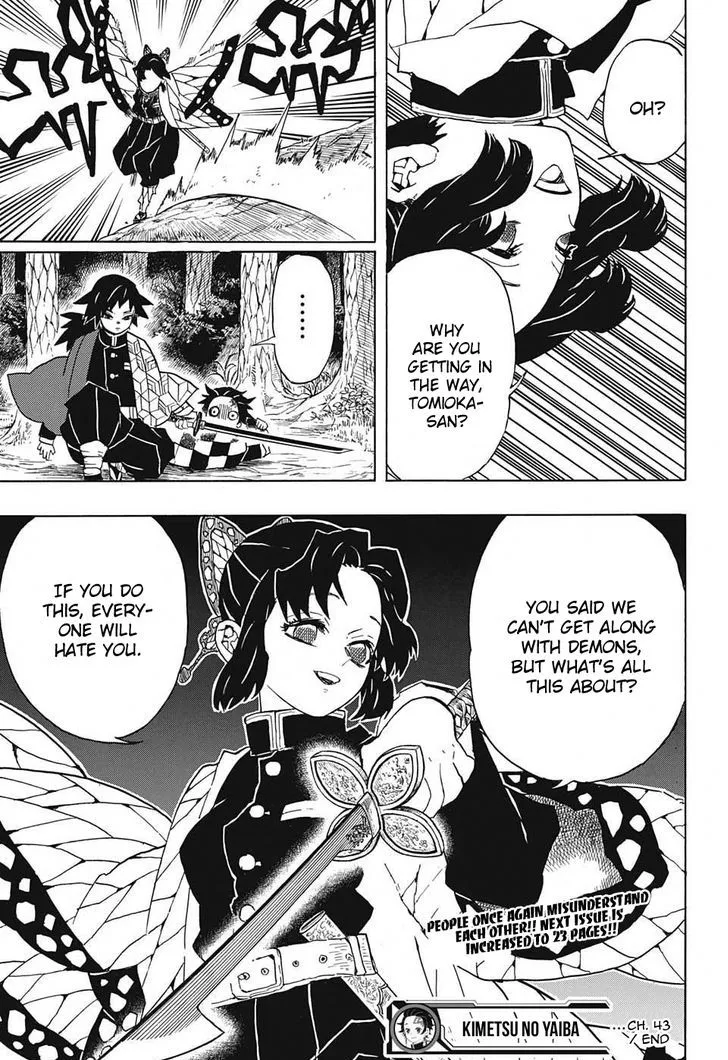 OH?
WHY
ARE YOU
GETTING
IN THE
WAY,
TOMIOKA-
SAN?
......
YOU SAID WE
CAN'T GET ALONG
WITH DEMONS,
BUT WHAT'S ALL
THIS ABOUT?
IF YOU DO
THIS, EVERY-
ONE WILL
HATE YOU.
PEOPLE ONCE AGAIN MISUNDERSTAND
EACH OTHER!! NEXT ISSUE IS
INCREASED TO 23 PAGES!!
KIMETSU NO YAIBA
...CH. 43
/ END